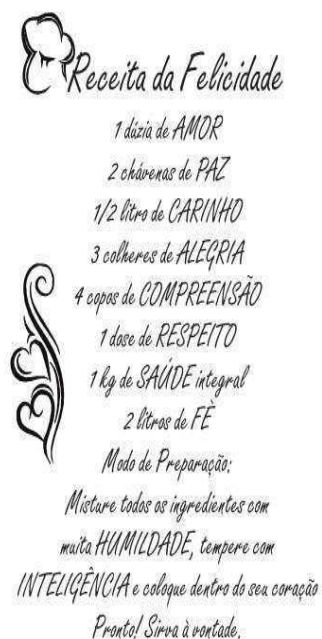 Receita da Felicidade
1 dúzia de AMOR
2 chávenas de PAZ
1/2 litro de CARINHO
3 colheres de ALEGRIA
4 copos de COMPREENSÃO
1 dose de RESPEITO
1 kg de SAÚDE integral
2 litros de FÈ
Modo de Preparação:
Misture todos os ingredientes com
muita HUMILDADE, tempere com
INTELIGÊNCIA e coloque dentro do seu coração
Pronto! Sirva à vontade.